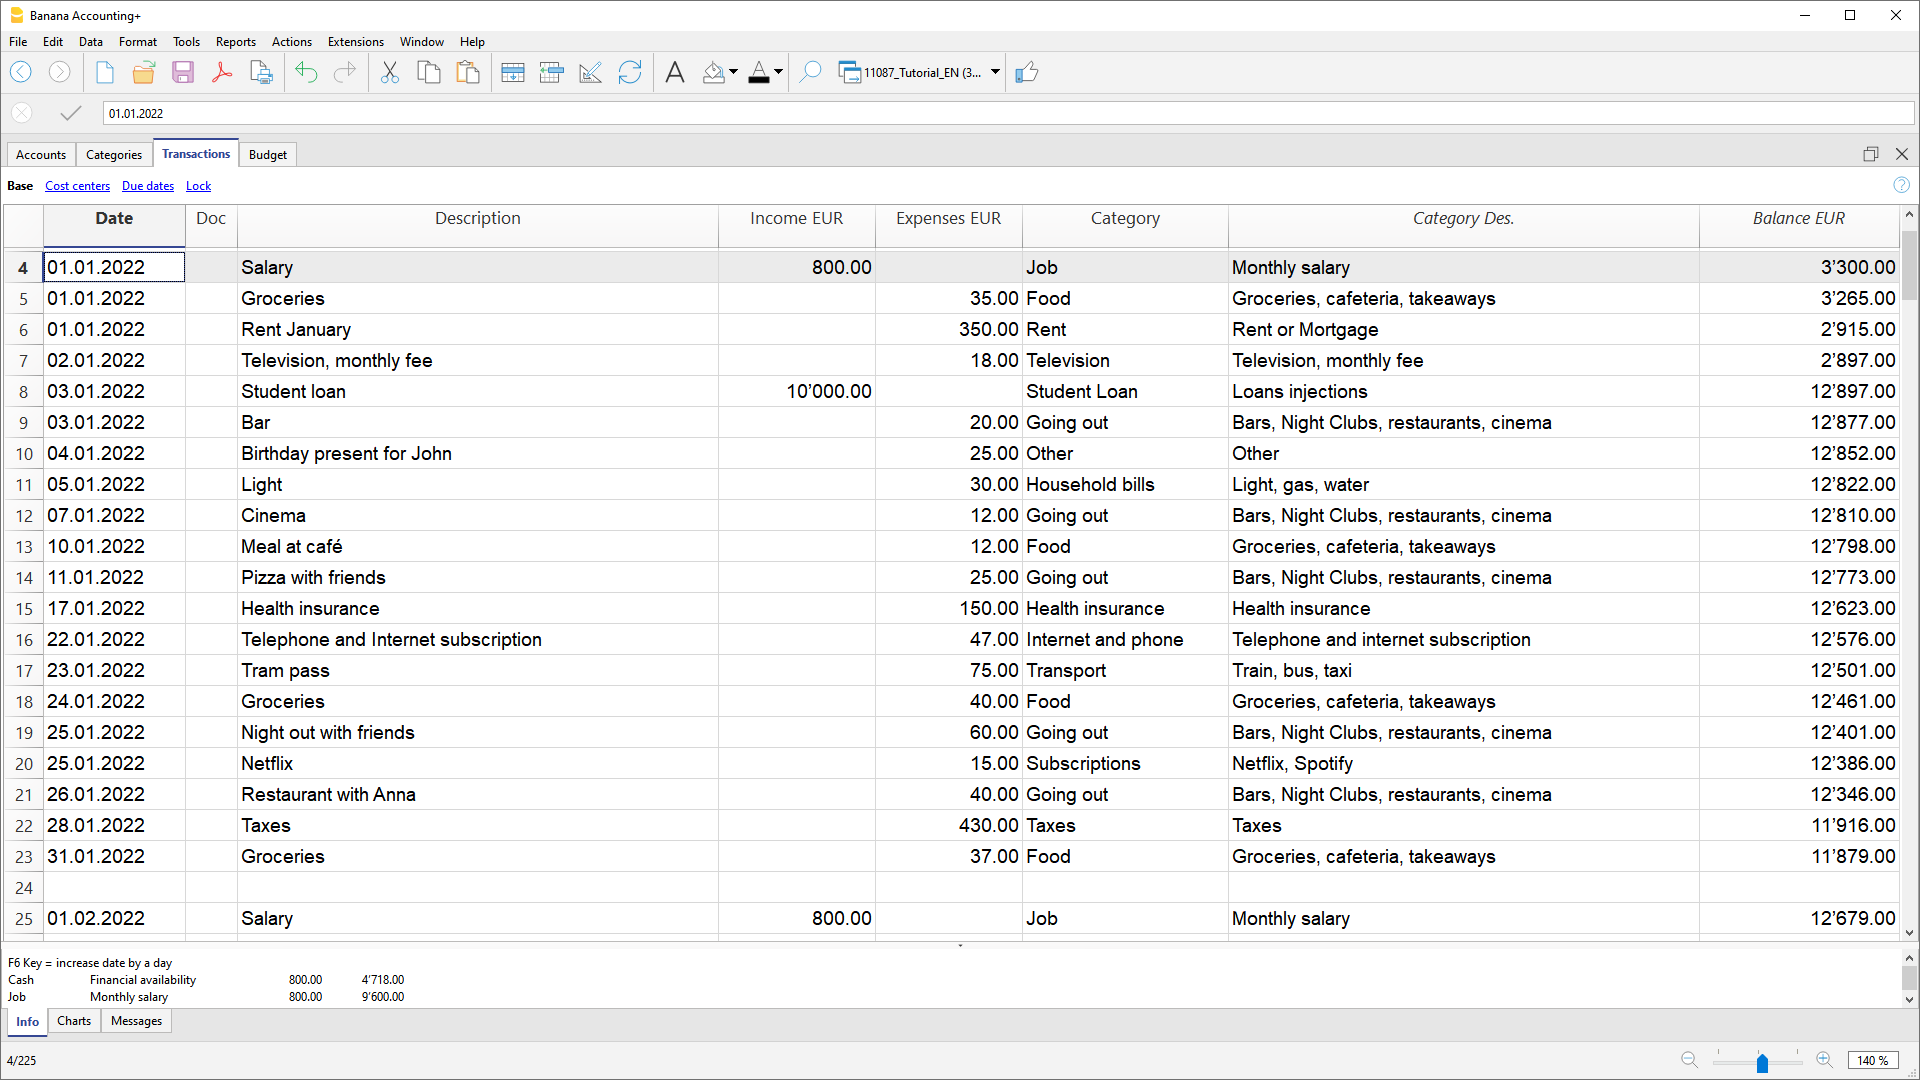 Banana Accounting+
File Edit Data Format Tools Reports Actions Extensions Window Help
11087_Tutorial_EN (3...
01.01.2022
Accounts Categories Transactions Budget
Base Cost centers Due dates Lock
Date Doc Description Income EUR Expenses EUR Category Category Des. Balance EUR
4 01.01.2022 Salary 800.00 Job Monthly salary 3’300.00
5 01.01.2022 Groceries 35.00 Food Groceries, cafeteria, takeaways 3’265.00
6 01.01.2022 Rent January 350.00 Rent Rent or Mortgage 2’915.00
7 02.01.2022 Television, monthly fee 18.00 Television Television, monthly fee 2’897.00
8 03.01.2022 Student loan 10’000.00 Student Loan Loans injections 12’897.00
9 03.01.2022 Bar 20.00 Going out Bars, Night Clubs, restaurants, cinema 12’877.00
10 04.01.2022 Birthday present for John 25.00 Other Other 12’852.00
11 05.01.2022 Light 30.00 Household bills Light, gas, water 12’822.00
12 07.01.2022 Cinema 12.00 Going out Bars, Night Clubs, restaurants, cinema 12’810.00
13 10.01.2022 Meal at café 12.00 Food Groceries, cafeteria, takeaways 12’798.00
14 11.01.2022 Pizza with friends 25.00 Going out Bars, Night Clubs, restaurants, cinema 12’773.00
15 17.01.2022 Health insurance 150.00 Health insurance Health insurance 12’623.00
16 22.01.2022 Telephone and Internet subscription 47.00 Internet and phone Telephone and internet subscription 12’576.00
17 23.01.2022 Tram pass 75.00 Transport Train, bus, taxi 12’501.00
18 24.01.2022 Groceries 40.00 Food Groceries, cafeteria, takeaways 12’461.00
19 25.01.2022 Night out with friends 60.00 Going out Bars, Night Clubs, restaurants, cinema 12’401.00
20 25.01.2022 Netflix 15.00 Subscriptions Netflix, Spotify 12’386.00
21 26.01.2022 Restaurant with Anna 40.00 Going out Bars, Night Clubs, restaurants, cinema 12’346.00
22 28.01.2022 Taxes 430.00 Taxes Taxes 11’916.00
23 31.01.2022 Groceries 37.00 Food Groceries, cafeteria, takeaways 11’879.00
24
25 01.02.2022 Salary 800.00 Job Monthly salary 12’679.00
F6 Key = increase date by a day
Cash Financial availability 800.00 4’718.00
Job Monthly salary 800.00 9’600.00
Info Charts Messages
4/225 140 %